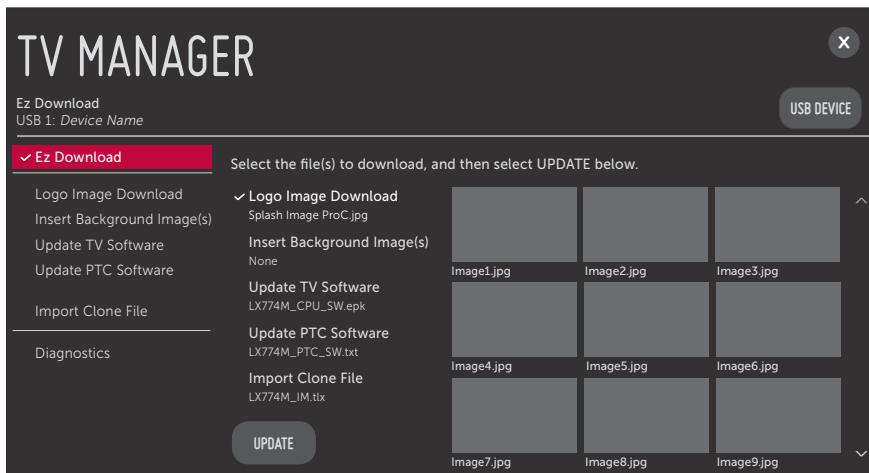 TV MANAGER
X
Ez Download
USB 1: Device Name
USB DEVICE
Ez Download
Logo Image Download
Insert Background Image(s)
Update TV Software
Update PTC Software
Import Clone File
Diagnostics
Select the file(s) to download, and then select UPDATE below.
Logo Image Download
Splash Image ProC.jpg
Insert Background Image(s)
None
Update TV Software
LX774M_CPU_SW.epk
Update PTC Software
LX774M_PTC_SW.txt
Import Clone File
LX774M_IM.tlx
UPDATE
Image1.jpg
Image2.jpg
Image3.jpg
Image4.jpg
Image5.jpg
Image6.jpg
Image7.jpg
Image8.jpg
Image9.jpg